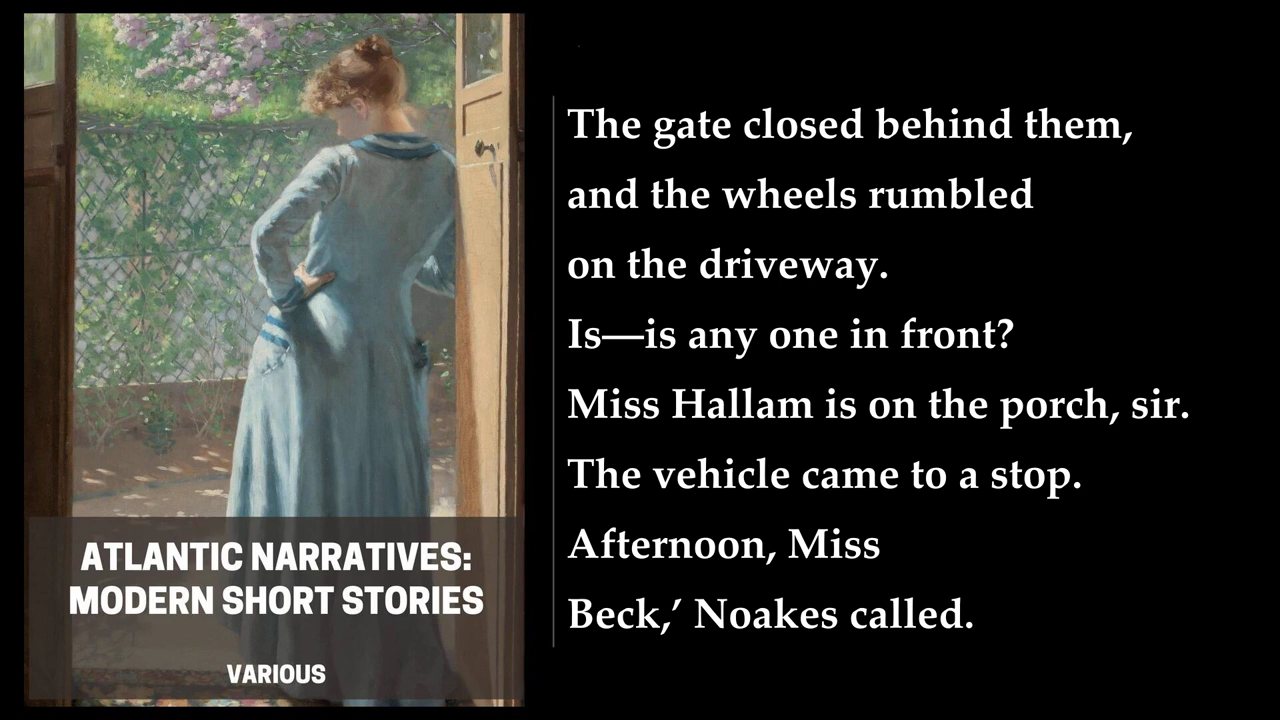 ATLANTIC NARRATIVES:
MODERN SHORT STORIES
VARIOUS
The gate closed behind them,
and the wheels rumbled
on the driveway.
Is—is any one in front?
Miss Hallam is on the porch, sir.
The vehicle came to a stop.
Afternoon, Miss
Beck,’ Noakes called.